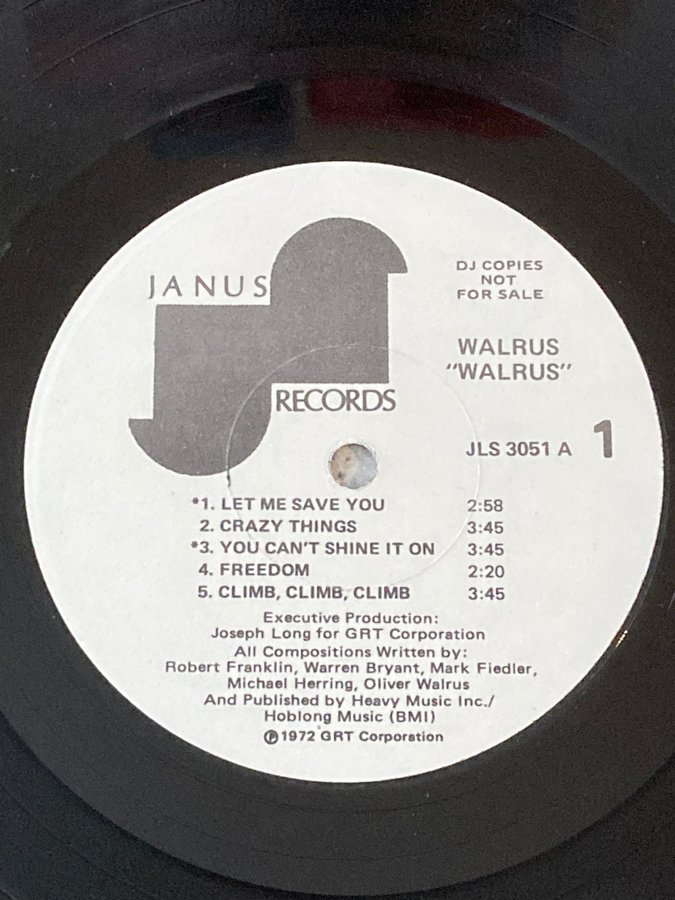 JANUS
RECORDS
DJ COPIES
NOT
FOR SALE
WALRUS
"WALRUS"
JLS 3051 A 1
*1. LET ME SAVE YOU 2:58
2. CRAZY THINGS 3:45
*3. YOU CAN'T SHINE IT ON 3:45
4. FREEDOM 2:20
5. CLIMB, CLIMB, CLIMB 3:45
Executive Production:
Joseph Long for GRT Corporation
All Compositions Written by:
Robert Franklin, Warren Bryant, Mark Fiedler,
Michael Herring, Oliver Walrus
And Published by Heavy Music Inc./
Hoblong Music (BMI)
℗1972 GRT Corporation